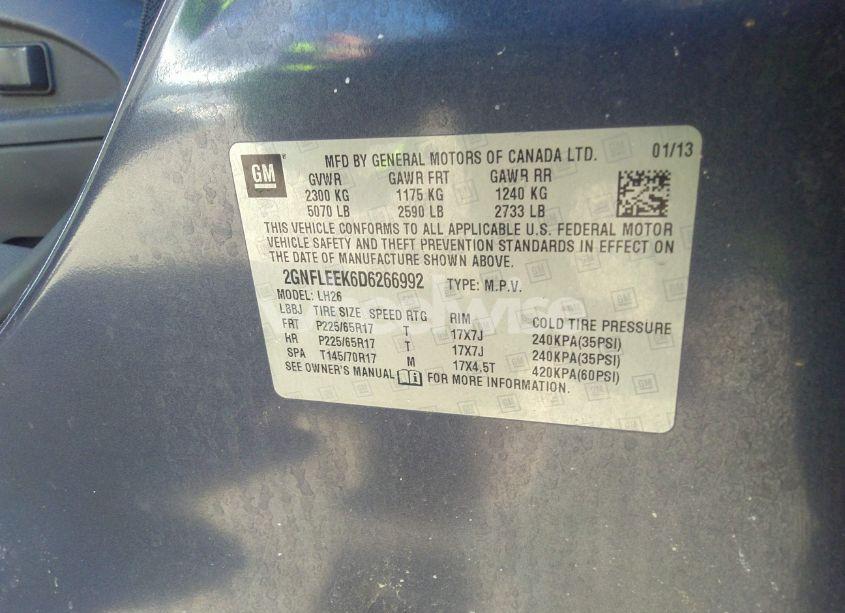 GM
MFD BY GENERAL MOTORS OF CANADA LTD. 01/13
GVWR GAWR FRT GAWR RR
2300 KG 1175 KG 1240 KG
5070 LB 2590 LB 2733 LB
THIS VEHICLE CONFORMS TO ALL APPLICABLE U.S. FEDERAL MOTOR
VEHICLE SAFETY AND THEFT PREVENTION STANDARDS IN EFFECT ON
THE DATE OF MANUFACTURE SHOWN ABOVE.
2GNFLEEK6D6266992 TYPE: M.P.V.
MODEL: LH26
L8BJ TIRE SIZE SPEED RTG RIM COLD TIRE PRESSURE
FRT P225/65R17 T 17X7J 240KPA(35PSI)
RR P225/65R17 T 17X7J 240KPA(35PSI)
SPA T145/70R17 M 17X4.5T 420KPA(60PSI)
SEE OWNER'S MANUAL FOR MORE INFORMATION.